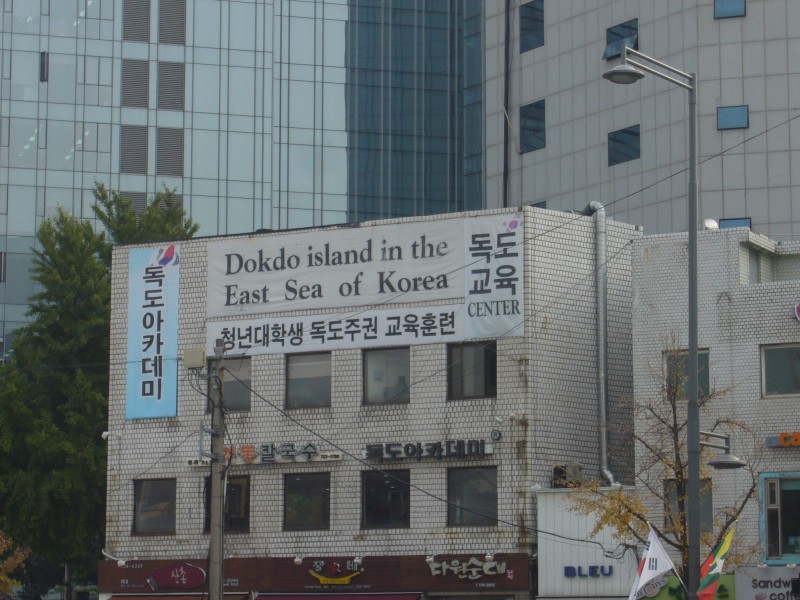 독도아카데미
Dokdo island in the
East Sea of Korea
독도
교육
CENTER
청년대학생 독도주권 교육훈련
칼국수
독도아카데미
다원순대
BLEU
Sandw
coffe